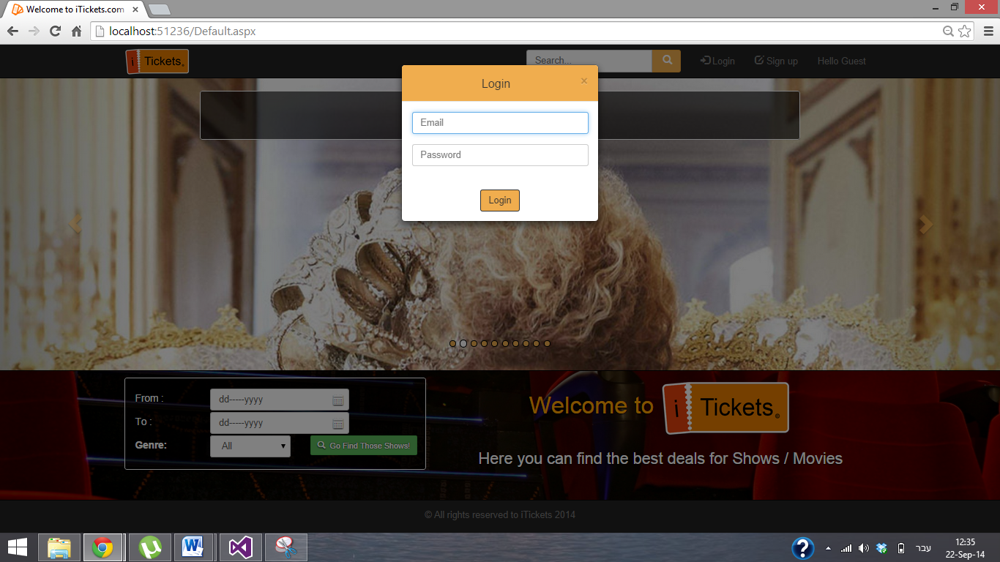 Welcome to iTickets.com
localhost:51236/Default.aspx
i Tickets.
Search...
Login
Sign up
Hello Guest
Login
×
Email
Password
Login
From :
dd-----yyyy
To :
dd-----yyyy
Genre:
All
Go Find Those Shows!
Welcome to
i Tickets.
Here you can find the best deals for Shows / Movies
© All rights reserved to iTickets 2014
עבר
12:35
22-Sep-14